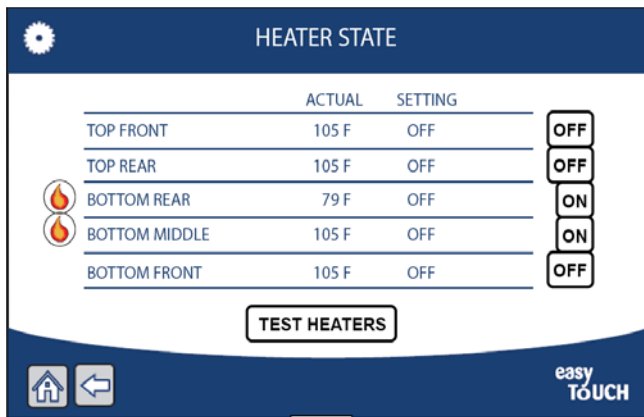 HEATER STATE
ACTUAL SETTING
TOP FRONT 105 F OFF OFF
TOP REAR 105 F OFF OFF
BOTTOM REAR 79 F OFF ON
BOTTOM MIDDLE 105 F OFF ON
BOTTOM FRONT 105 F OFF OFF
TEST HEATERS
easy
TOUCH